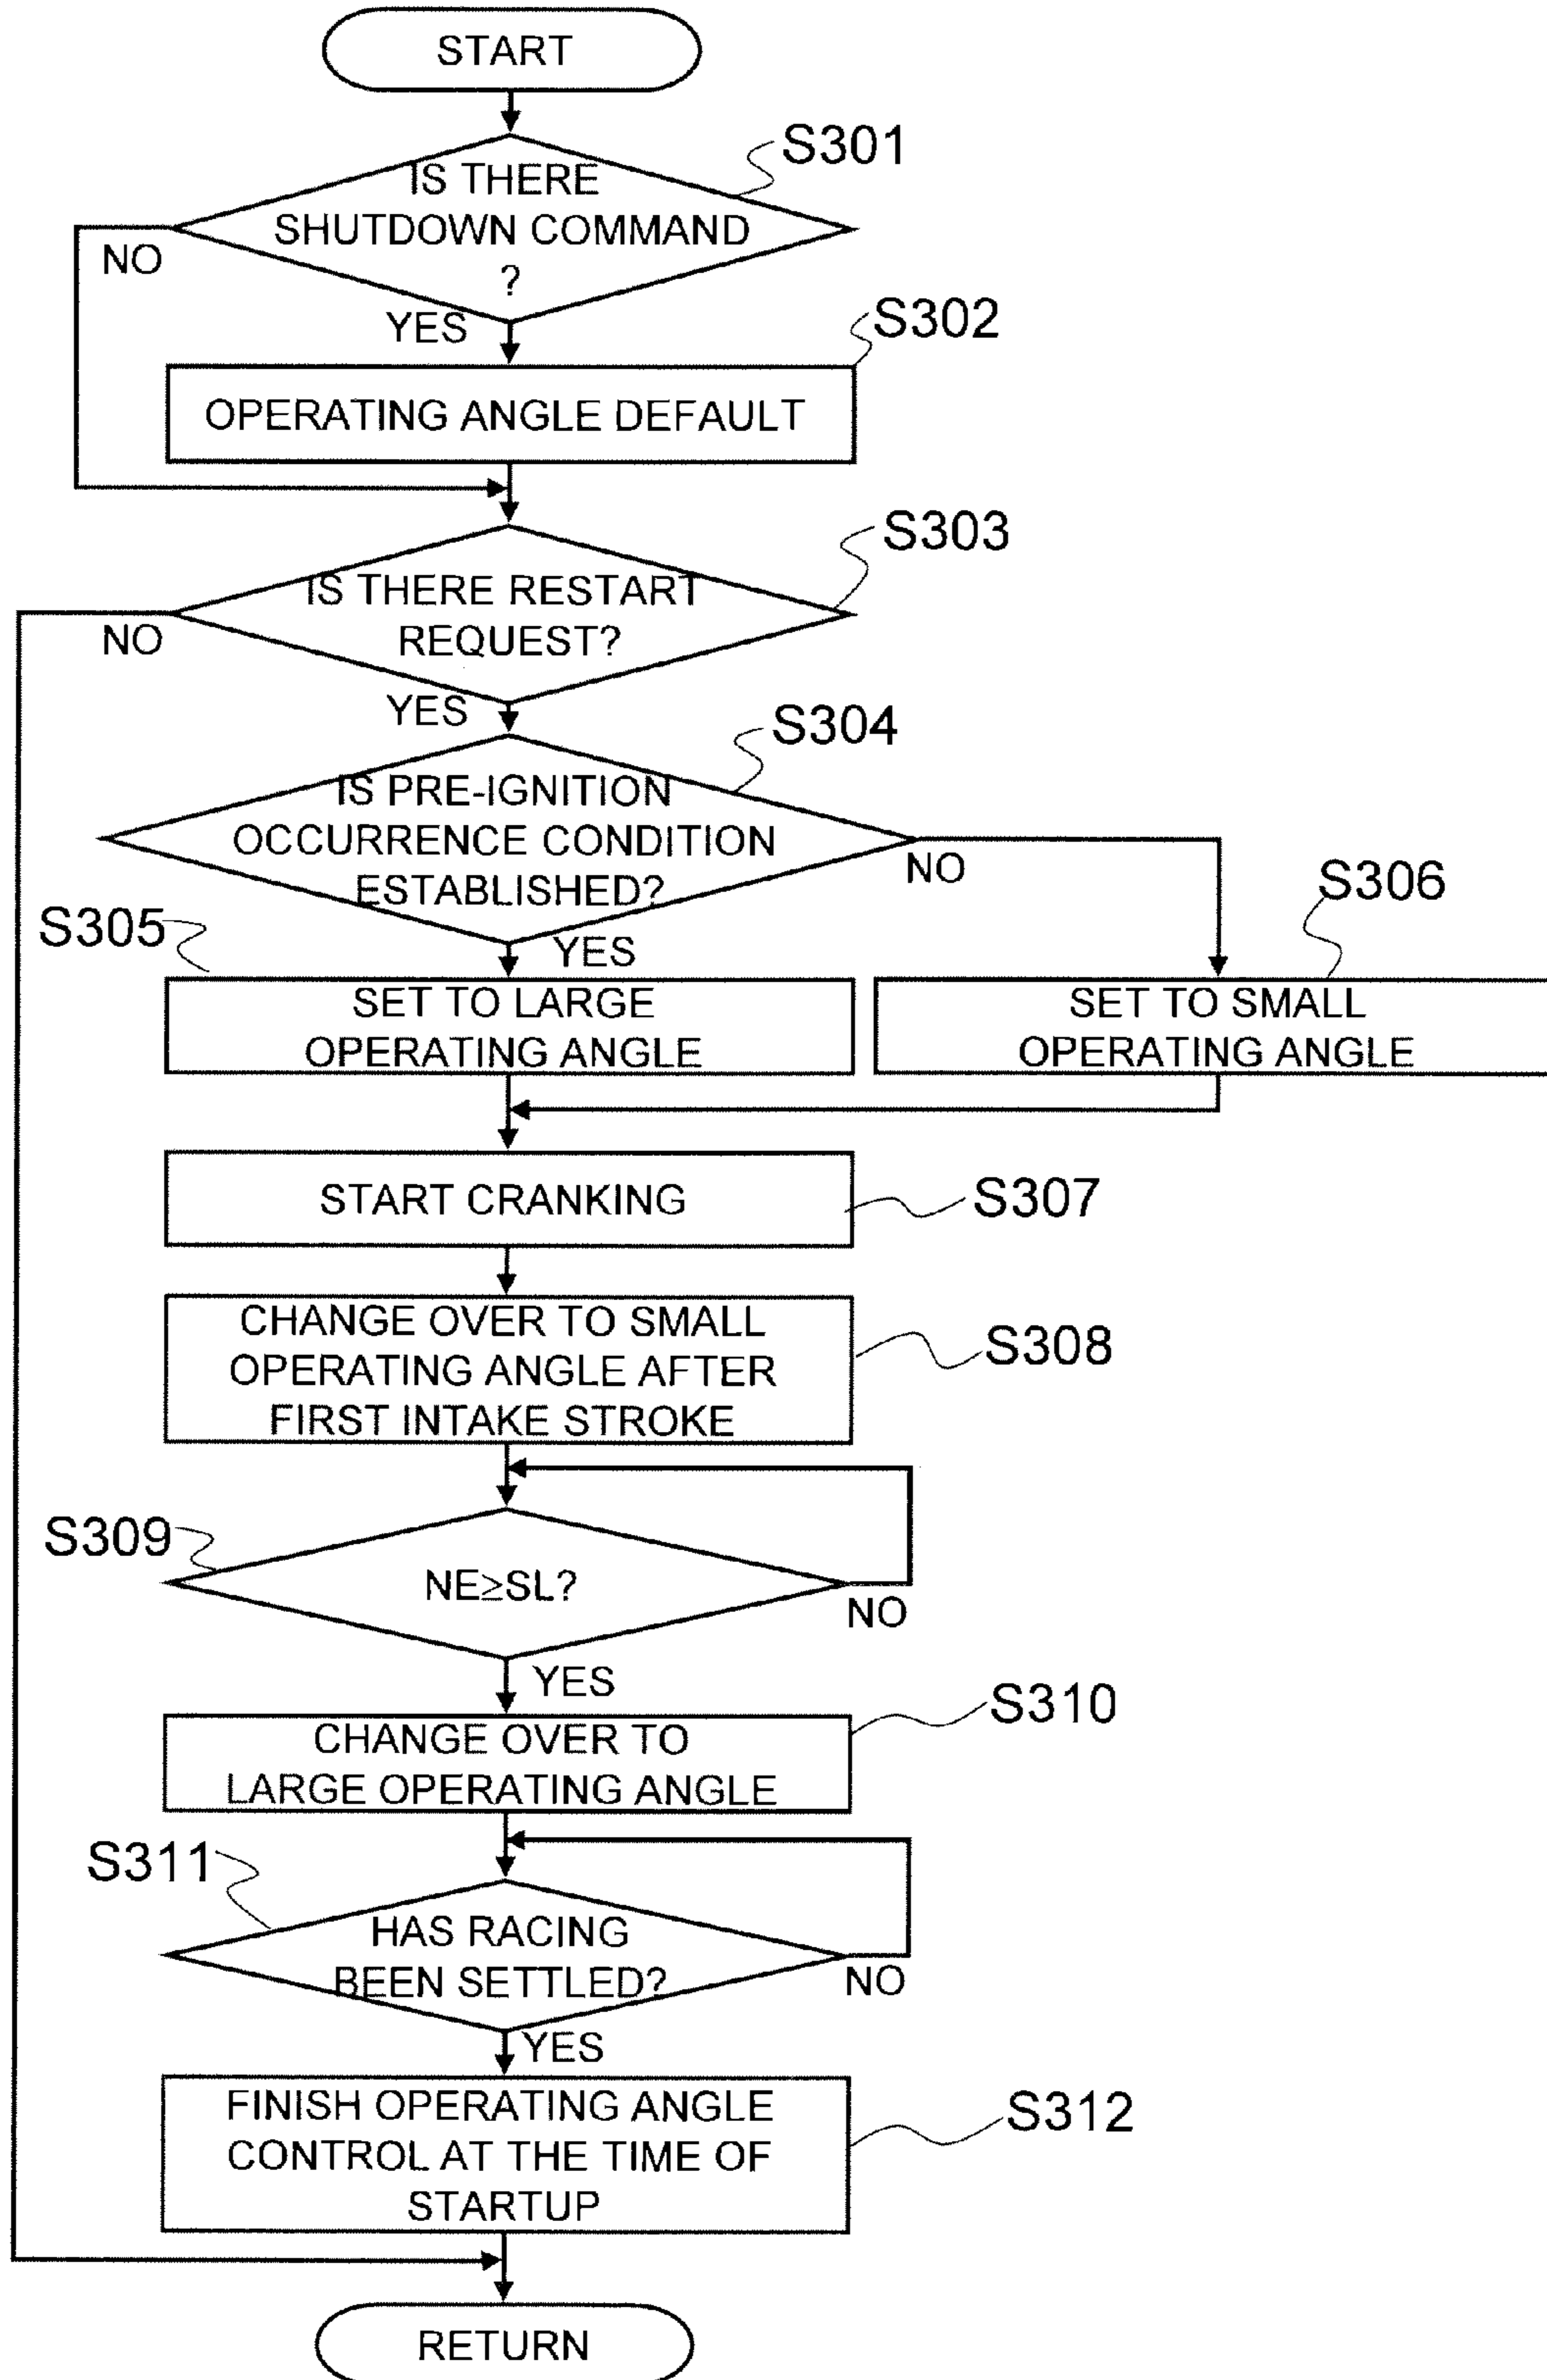 START
S301
IS THERE
SHUTDOWN COMMAND
?
NO
YES
S302
OPERATING ANGLE DEFAULT
S303
IS THERE RESTART
REQUEST?
NO
YES
S304
IS PRE-IGNITION
OCCURRENCE CONDITION
ESTABLISHED?
NO
S306
S305
YES
SET TO LARGE
OPERATING ANGLE
SET TO SMALL
OPERATING ANGLE
START CRANKING
S307
CHANGE OVER TO SMALL
OPERATING ANGLE AFTER
FIRST INTAKE STROKE
S308
S309
NE≥SL?
NO
YES
S310
CHANGE OVER TO
LARGE OPERATING ANGLE
S311
HAS RACING
BEEN SETTLED?
NO
YES
FINISH OPERATING ANGLE
CONTROL AT THE TIME OF
STARTUP
S312
RETURN